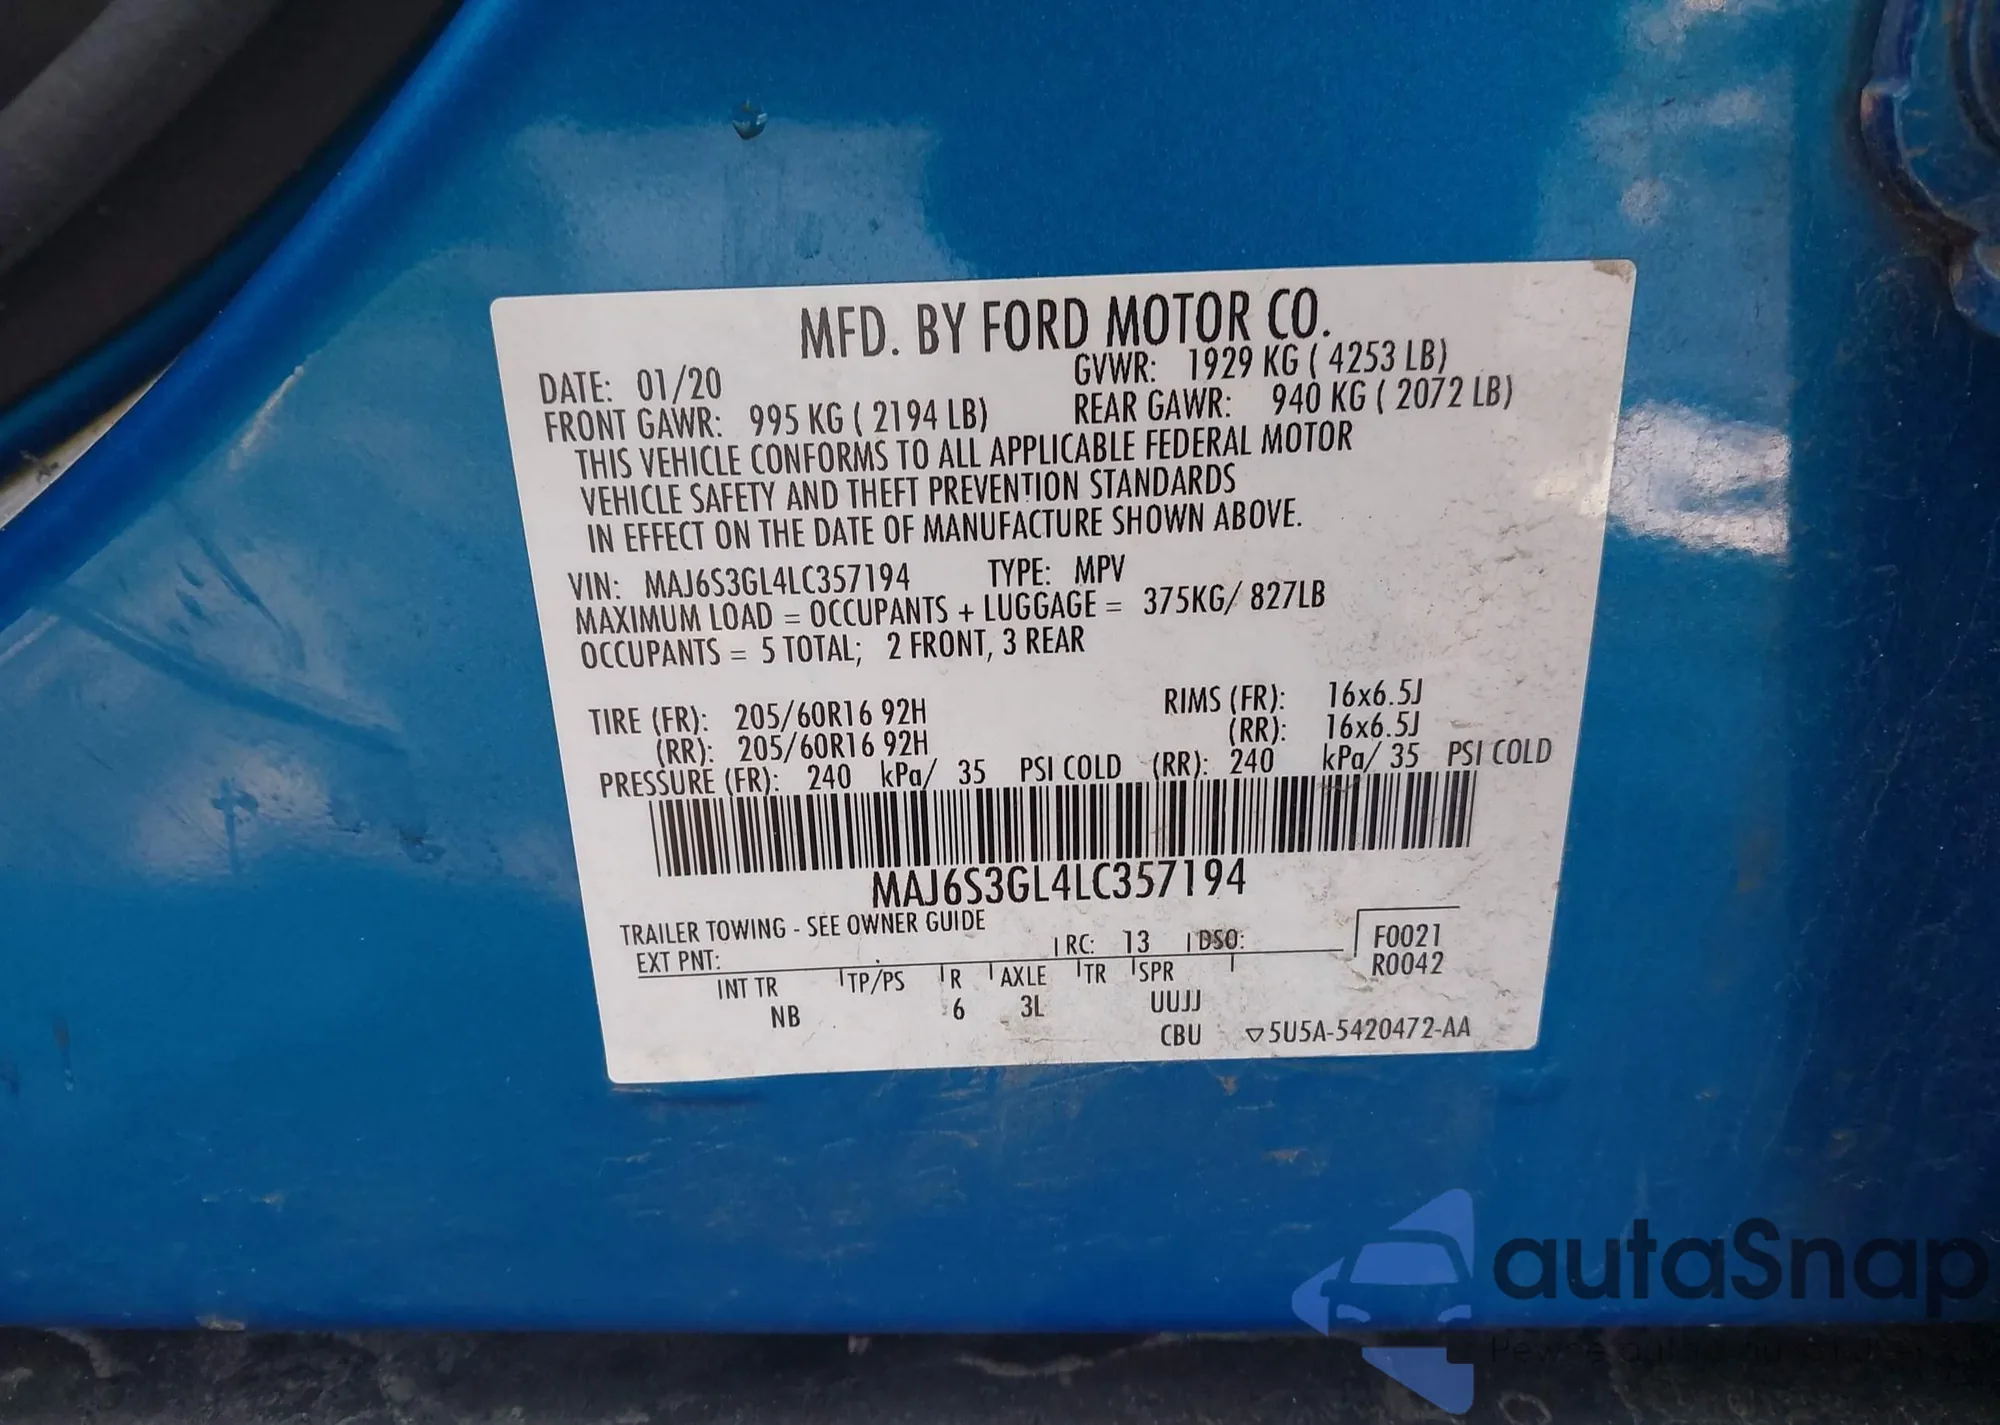 MFD. BY FORD MOTOR CO.
DATE: 01/20 GVWR: 1929 KG ( 4253 LB)
FRONT GAWR: 995 KG ( 2194 LB) REAR GAWR: 940 KG ( 2072 LB)
THIS VEHICLE CONFORMS TO ALL APPLICABLE FEDERAL MOTOR
VEHICLE SAFETY AND THEFT PREVENTION STANDARDS
IN EFFECT ON THE DATE OF MANUFACTURE SHOWN ABOVE.
VIN: MAJ6S3GL4LC357194 TYPE: MPV
MAXIMUM LOAD = OCCUPANTS + LUGGAGE = 375KG/ 827LB
OCCUPANTS = 5 TOTAL; 2 FRONT, 3 REAR
TIRE (FR): 205/60R16 92H RIMS (FR): 16x6.5J
(RR): 205/60R16 92H (RR): 16x6.5J
PRESSURE (FR): 240 kPa/ 35 PSI COLD (RR): 240 kPa/ 35 PSI COLD
MAJ6S3GL4LC357194
TRAILER TOWING - SEE OWNER GUIDE
EXT PNT: RC: 13 DSO: F0021
INT TR TP/PS R AXLE TR SPR R0042
NB 6 3L UUJJ
CBU ▽5U5A-5420472-AA
autaSnap